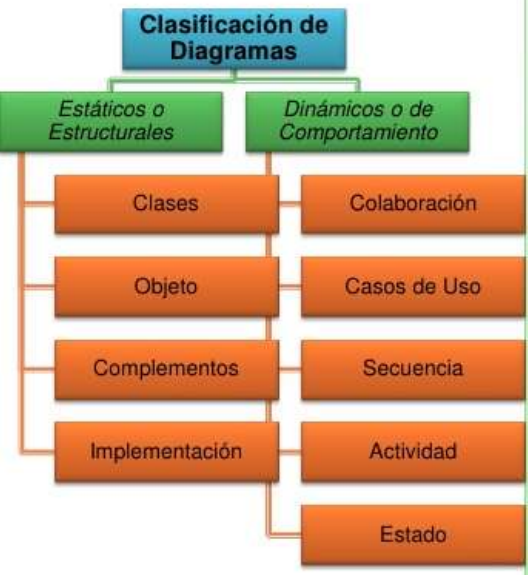 Clasificación de
Diagramas
Estáticos o
Estructurales
Dinámicos o de
Comportamiento
Clases
Colaboración
Objeto
Casos de Uso
Complementos
Secuencia
Implementación
Actividad
Estado